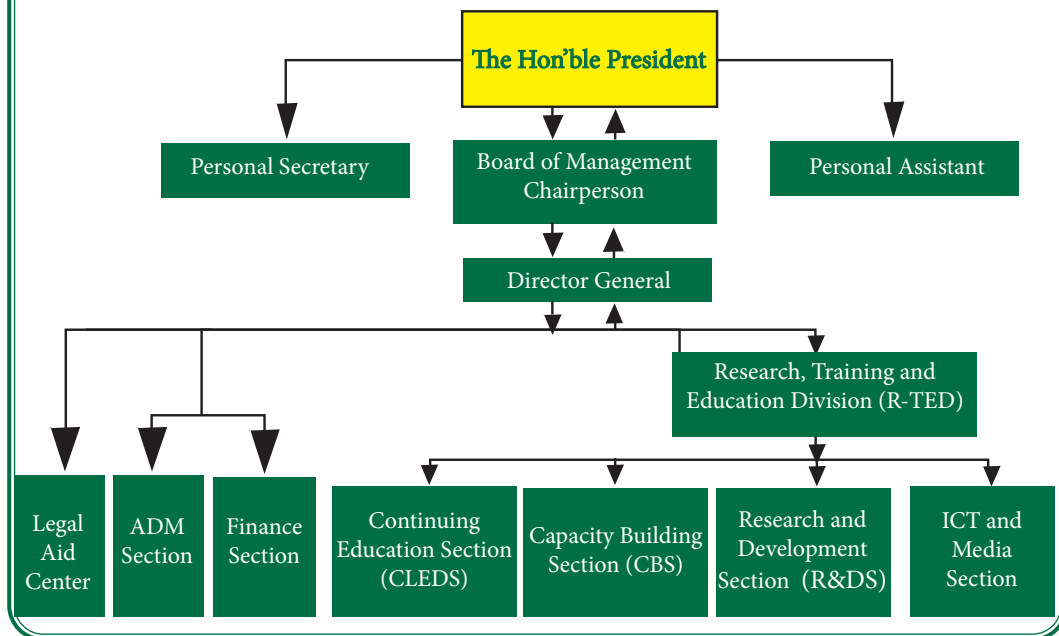 The Hon'ble President
Personal Secretary
Board of Management
Chairperson
Personal Assistant
Director General
Research, Training and
Education Division (R-TED)
Legal
Aid
Center
ADM
Section
Finance
Section
Continuing
Education Section
(CLEDS)
Capacity Building
Section (CBS)
Research and
Development
Section (R&DS)
ICT and
Media
Section